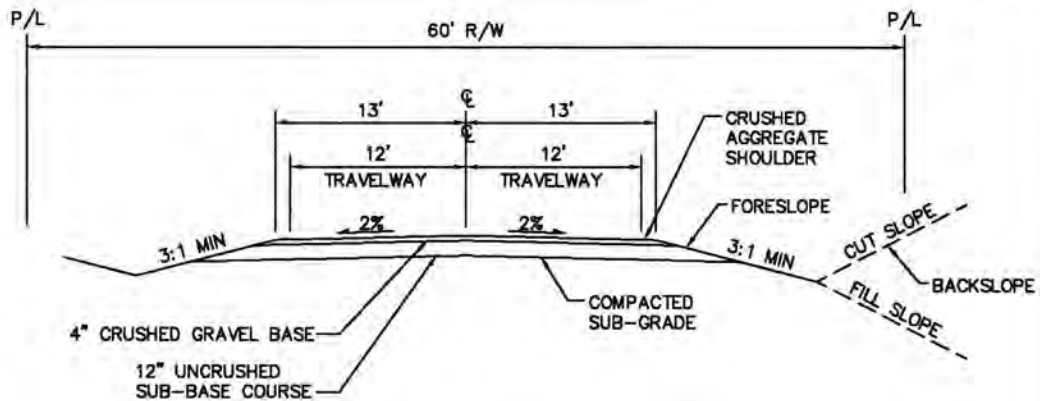 P/L
P/L
60' R/W
℄
13'
13'
℄
CRUSHED
AGGREGATE
SHOULDER
12'
12'
TRAVELWAY
TRAVELWAY
FORESLOPE
2%
2%
3:1 MIN
3:1 MIN
CUT SLOPE
BACKSLOPE
FILL SLOPE
COMPACTED
SUB-GRADE
4" CRUSHED GRAVEL BASE
12" UNCRUSHED
SUB-BASE COURSE